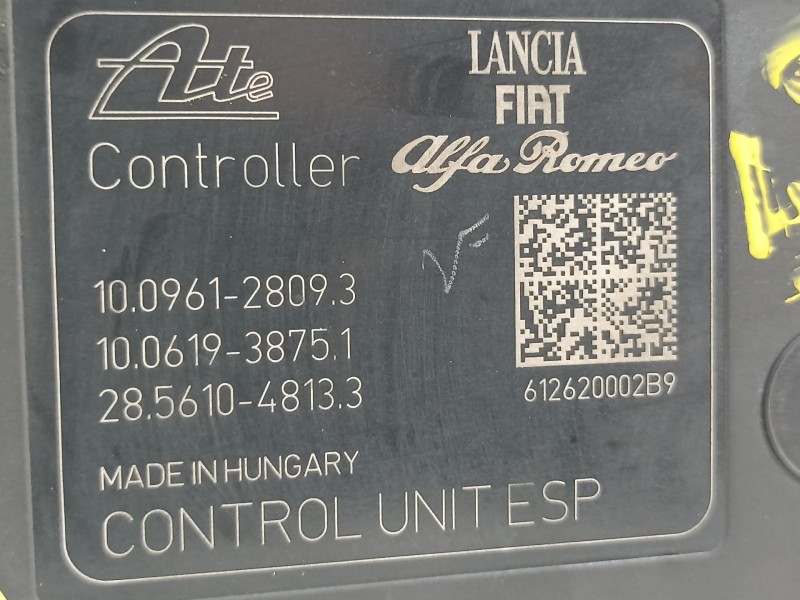 Ate
Controller
LANCIA
FIAT
Alfa Romeo
10.0961-2809.3
10.0619-3875.1
28.5610-4813.3
612620002B9
MADE IN HUNGARY
CONTROL UNIT ESP